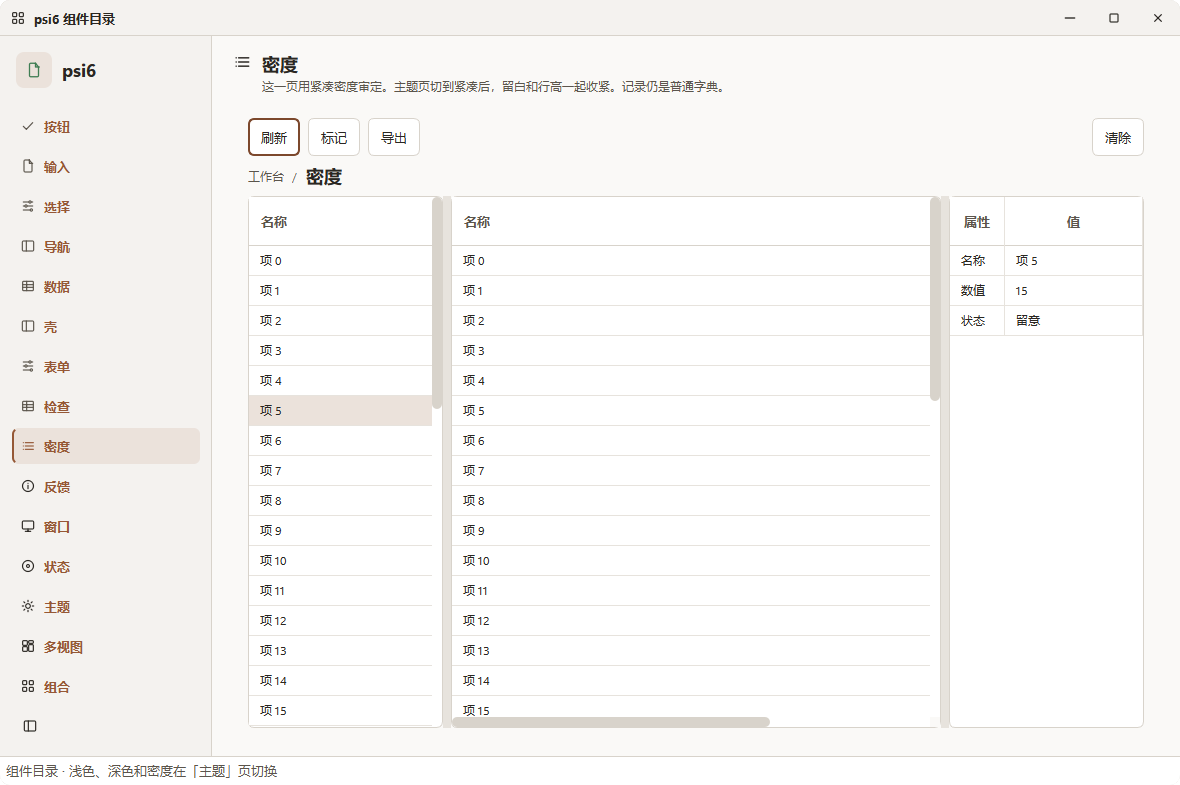 psi6 组件目录
psi6
按钮
输入
选择
导航
数据
壳
表单
检查
密度
反馈
窗口
状态
主题
多视图
组合
密度
这一页用紧凑密度审定。主题页切到紧凑后，留白和行高一起收紧。记录仍是普通字典。
刷新 标记 导出 清除
工作台 / 密度
名称
项 0
项 1
项 2
项 3
项 4
项 5
项 6
项 7
项 8
项 9
项 10
项 11
项 12
项 13
项 14
项 15
名称
项 0
项 1
项 2
项 3
项 4
项 5
项 6
项 7
项 8
项 9
项 10
项 11
项 12
项 13
项 14
项 15
属性 值
名称 项 5
数值 15
状态 留意
组件目录 · 浅色、深色和密度在「主题」页切换